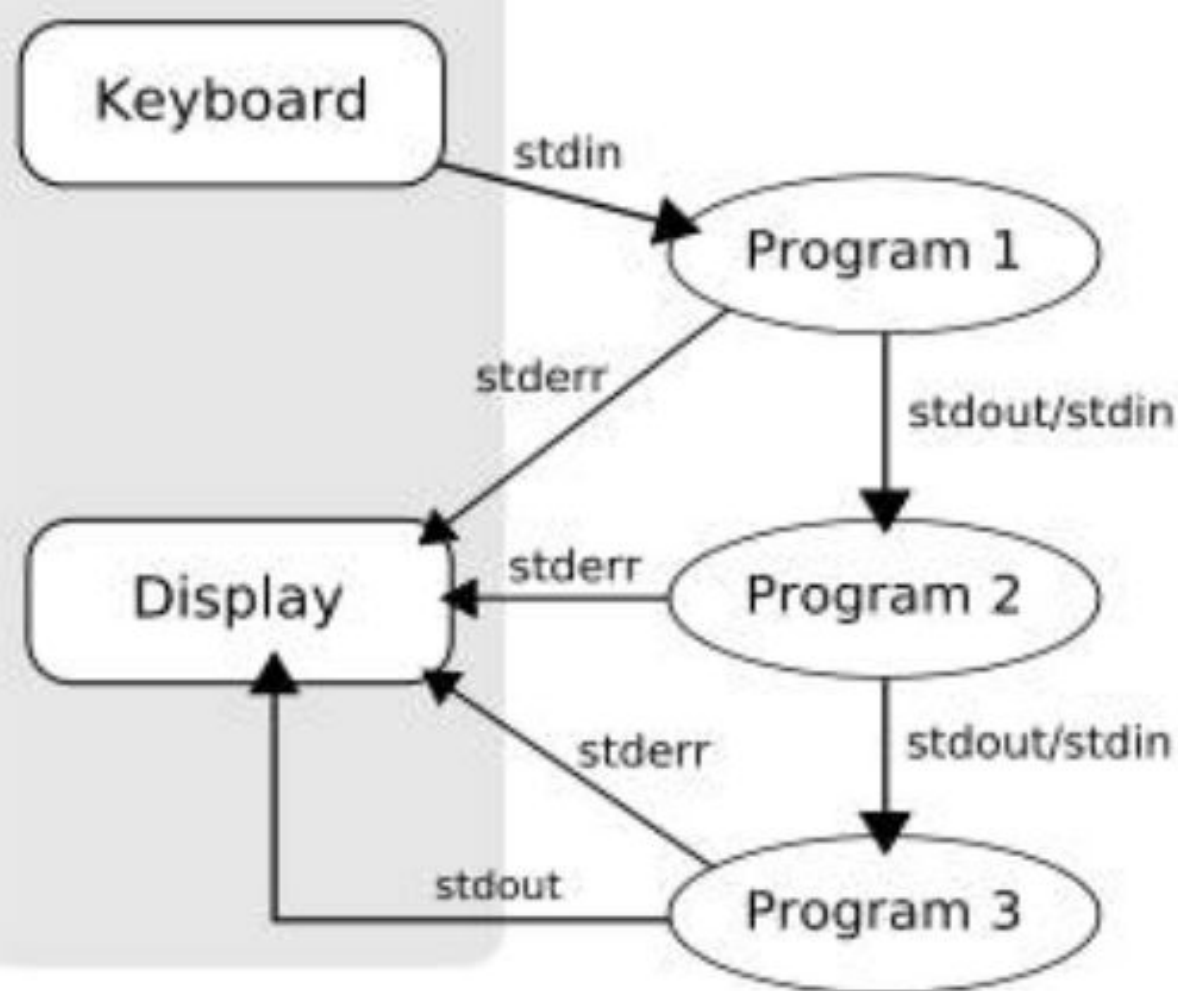 Keyboard
stdin
Program 1
stderr
stdout/stdin
Display
stderr
Program 2
stderr
stdout/stdin
stdout
Program 3